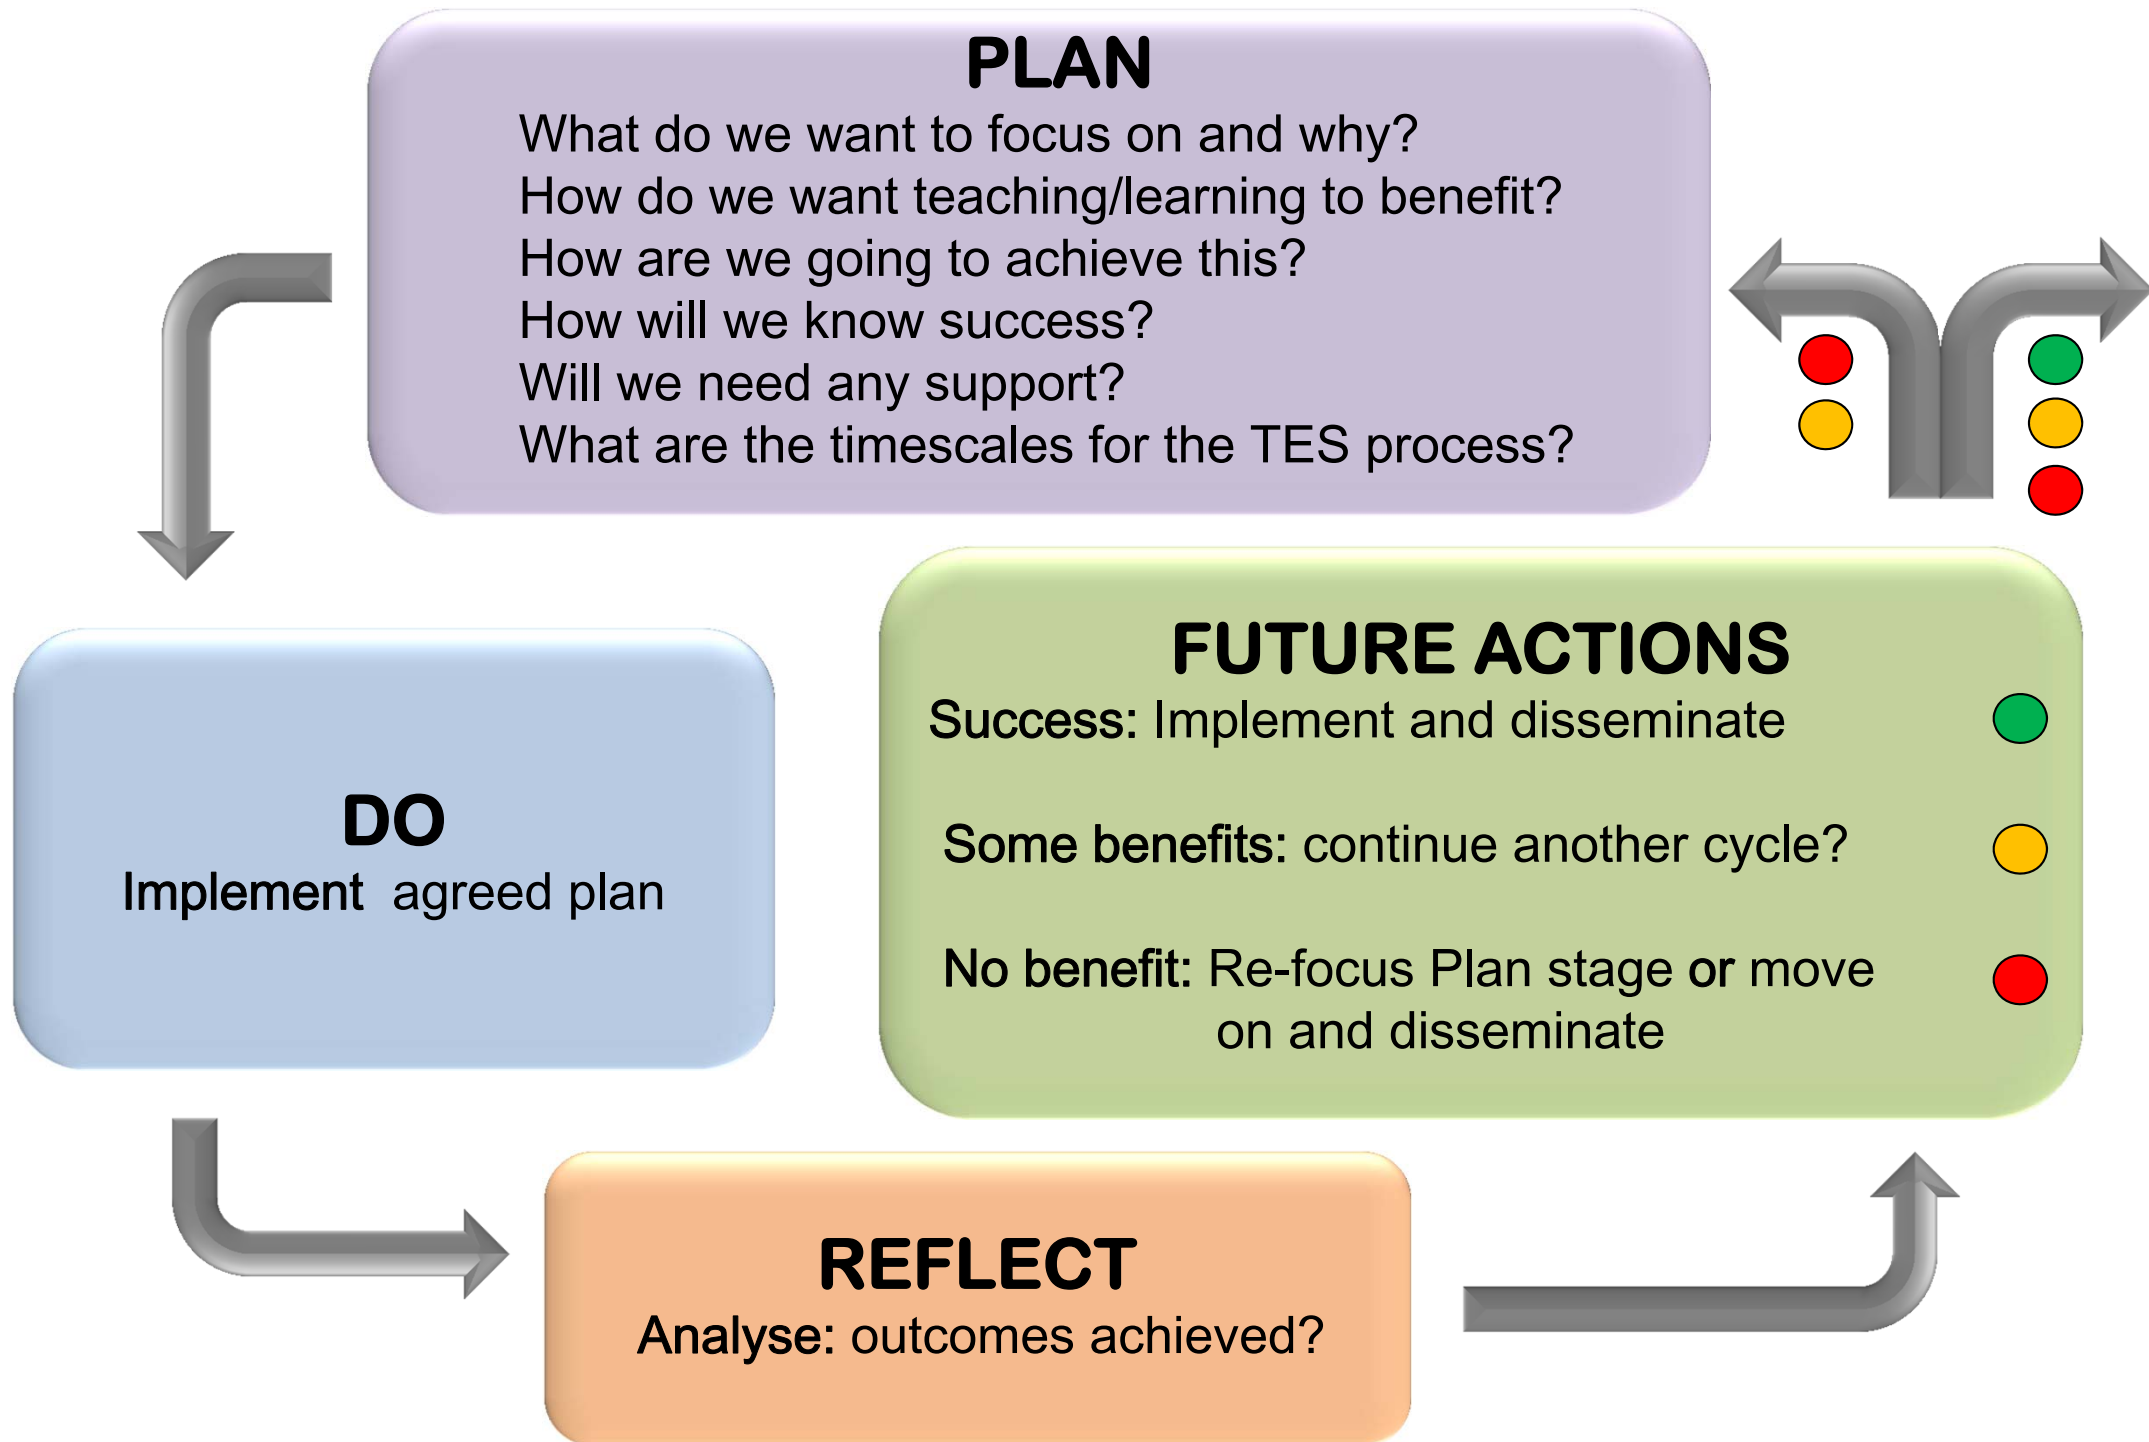 PLAN
What do we want to focus on and why?
How do we want teaching/learning to benefit?
How are we going to achieve this?
How will we know success?
Will we need any support?
What are the timescales for the TES process?
DO
Implement agreed plan
REFLECT
Analyse: outcomes achieved?
FUTURE ACTIONS
Success: Implement and disseminate
Some benefits: continue another cycle?
No benefit: Re-focus Plan stage or move
on and disseminate